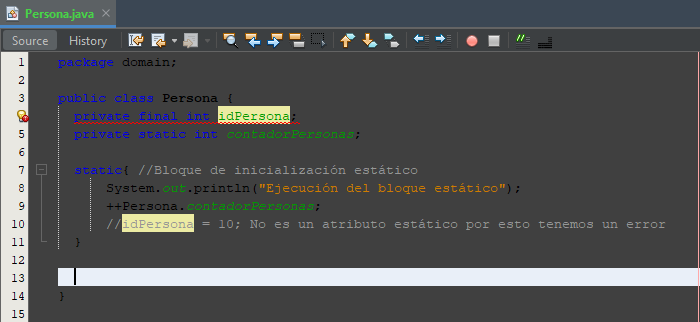 Persona.java
Source History
1 package domain;
2
3 public class Persona {
private final int idPersona;
5 private static int contadorPersonas;
6
7 static{ //Bloque de inicialización estático
8 System.out.println("Ejecución del bloque estático");
9 ++Persona.contadorPersonas;
10 //idPersona = 10; No es un atributo estático por esto tenemos un error
11 }
12
13
14 }
15